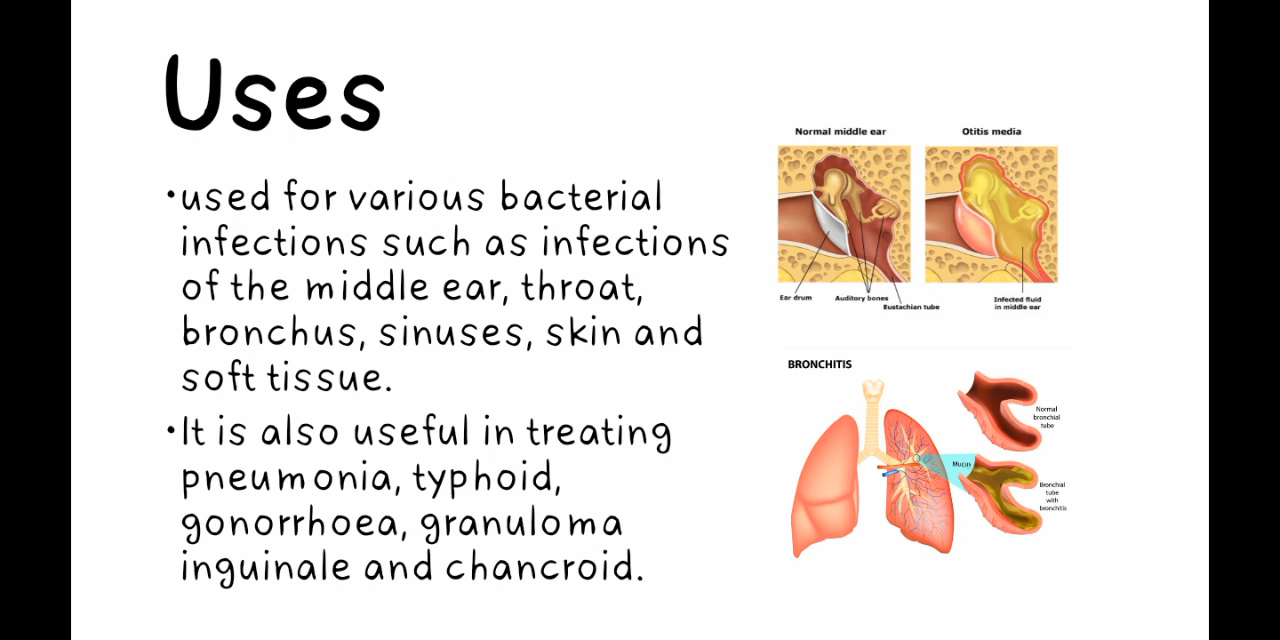 Uses
•used for various bacterial
infections such as infections
of the middle ear, throat,
bronchus, sinuses, skin and
soft tissue.
•It is also useful in treating
pneumonia, typhoid,
gonorrhoea, granuloma
inguinale and chancroid.
Normal middle ear
Otitis media
Ear drum
Auditory bones
Eustachian tube
Infected fluid
in middle ear
BRONCHITIS
Normal
bronchial
tube
Mucus
Bronchial
tube
with
bronchitis